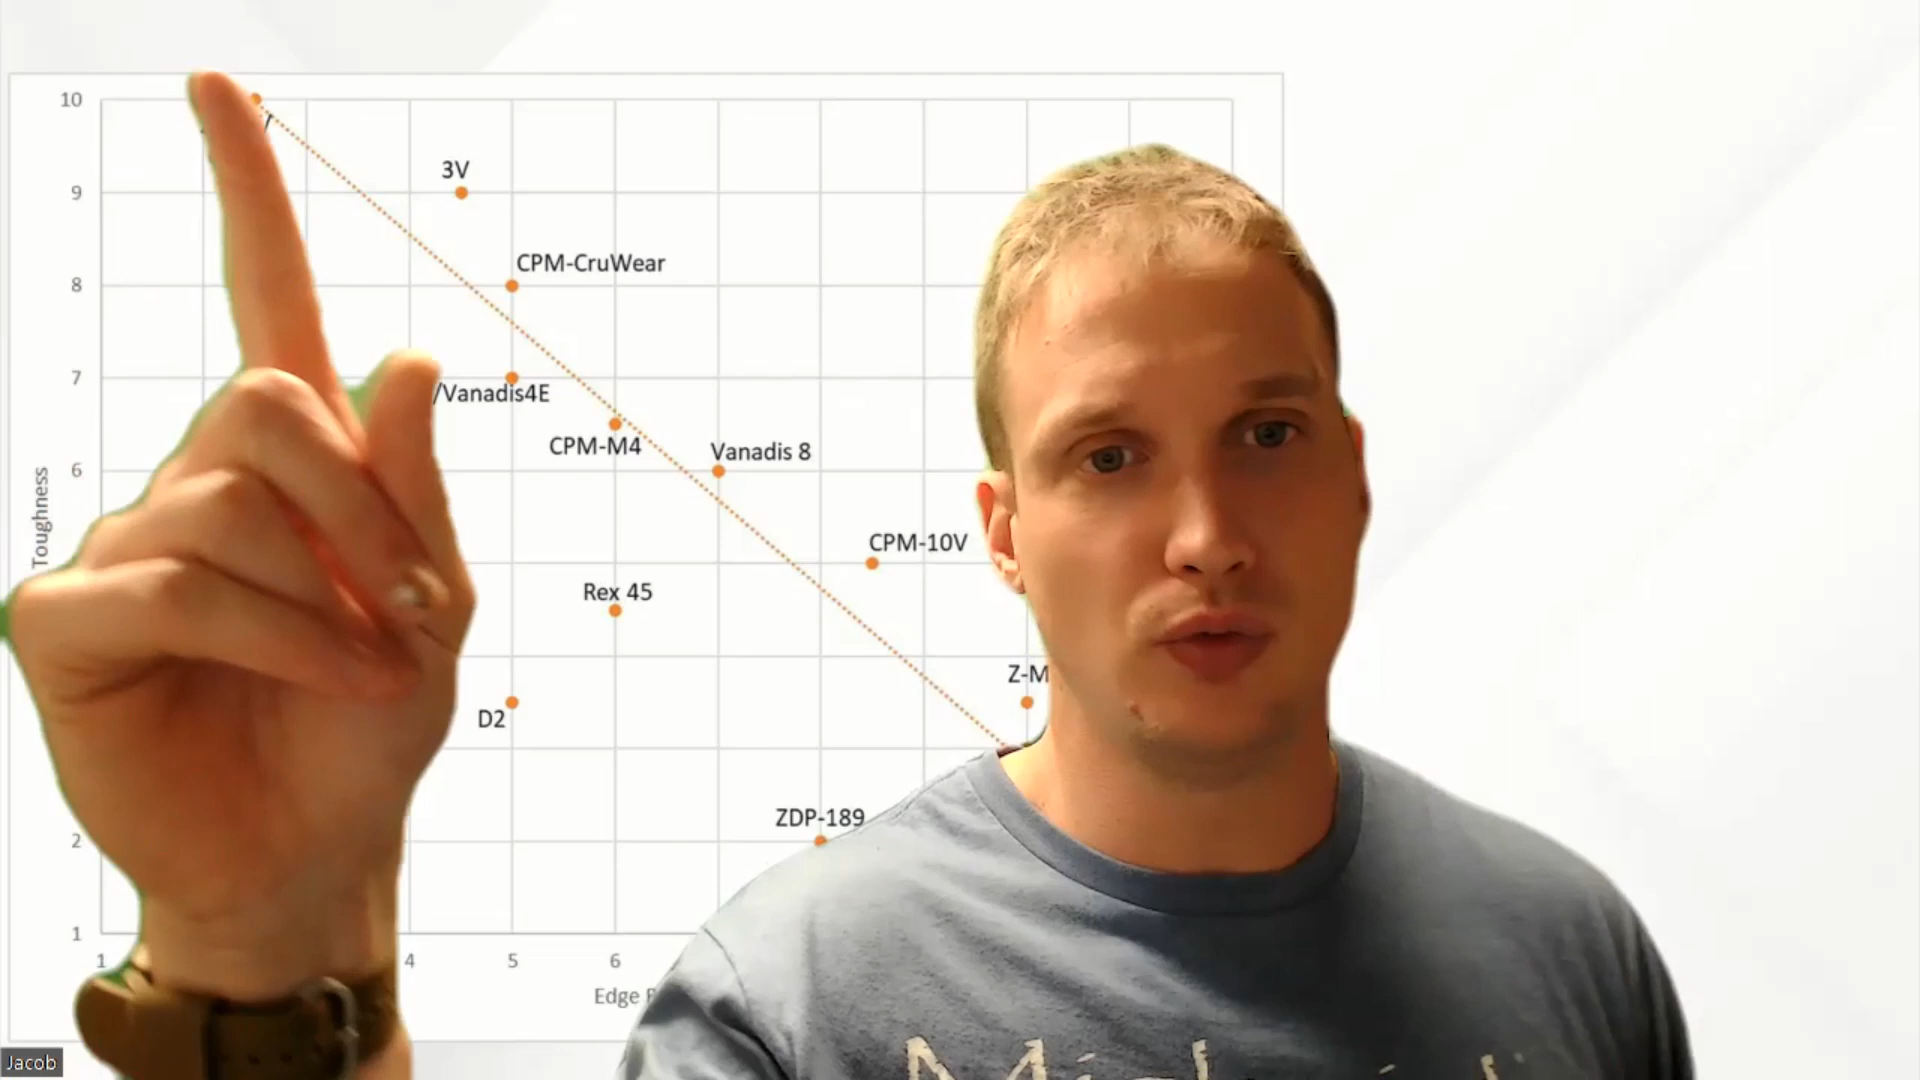 10
3V
9
CPM-CruWear
8
7
/Vanadis4E
CPM-M4
Vanadis 8
6
Toughness
CPM-10V
Rex 45
Z-M
D2
ZDP-189
2
1
1
4
5
6
Edge
Jacob